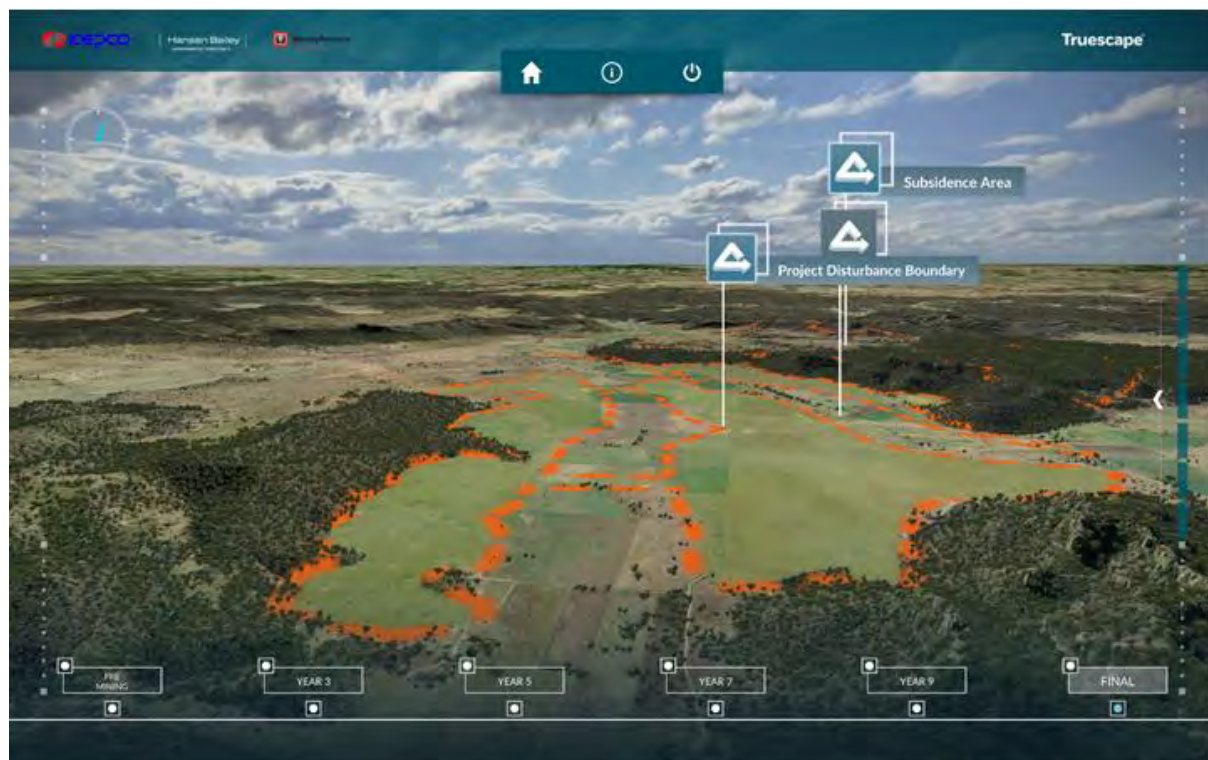 IDEPCO
Hansen Bailey
Truescape
Subsidence Area
Project Disturbance Boundary
PRE
MINING
YEAR 3
YEAR 5
YEAR 7
YEAR 9
FINAL